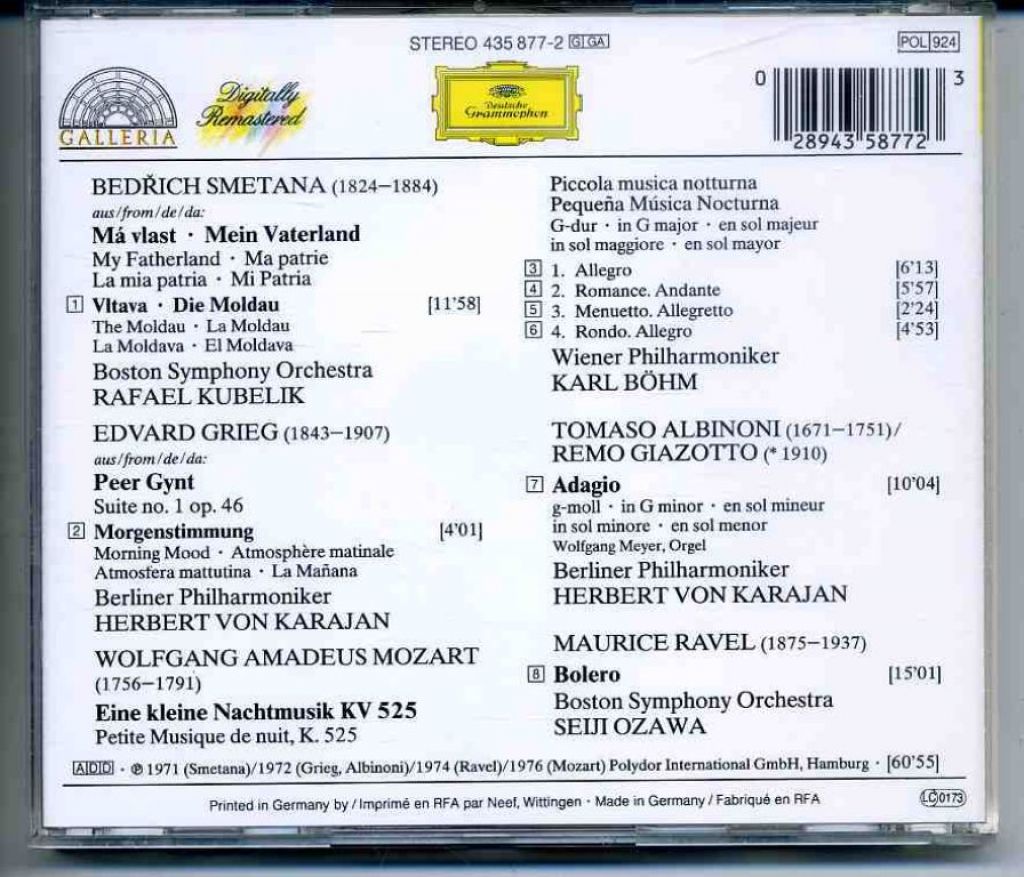 STEREO 435 877-2 G GA
POL 924
GALLERIA
Digitally
Remastered
Deutsche
Grammophon
0
3
28943 58772
BEDŘICH SMETANA (1824–1884)
aus/from/de/da:
Má vlast · Mein Vaterland
My Fatherland · Ma patrie
La mia patria · Mi Patria
1 Vltava · Die Moldau [11'58]
The Moldau · La Moldau
La Moldava · El Moldava
Boston Symphony Orchestra
RAFAEL KUBELIK
EDVARD GRIEG (1843–1907)
aus/from/de/da:
Peer Gynt
Suite no. 1 op. 46
2 Morgenstimmung [4'01]
Morning Mood · Atmosphère matinale
Atmosfera mattutina · La Mañana
Berliner Philharmoniker
HERBERT VON KARAJAN
WOLFGANG AMADEUS MOZART
(1756–1791)
Eine kleine Nachtmusik KV 525
Petite Musique de nuit, K. 525
Piccola musica notturna
Pequeña Música Nocturna
G-dur · in G major · en sol majeur
in sol maggiore · en sol mayor
3 1. Allegro [6'13]
4 2. Romance. Andante [5'57]
5 3. Menuetto. Allegretto [2'24]
6 4. Rondo. Allegro [4'53]
Wiener Philharmoniker
KARL BÖHM
TOMASO ALBINONI (1671–1751)/
REMO GIAZOTTO (* 1910)
7 Adagio [10'04]
g-moll · in G minor · en sol mineur
in sol minore · en sol menor
Wolfgang Meyer, Orgel
Berliner Philharmoniker
HERBERT VON KARAJAN
MAURICE RAVEL (1875–1937)
8 Bolero [15'01]
Boston Symphony Orchestra
SEIJI OZAWA
ADD · ℗ 1971 (Smetana)/1972 (Grieg, Albinoni)/1974 (Ravel)/1976 (Mozart) Polydor International GmbH, Hamburg · [60'55]
Printed in Germany by / Imprimé en RFA par Neef, Wittingen · Made in Germany / Fabriqué en RFA
LC 0173